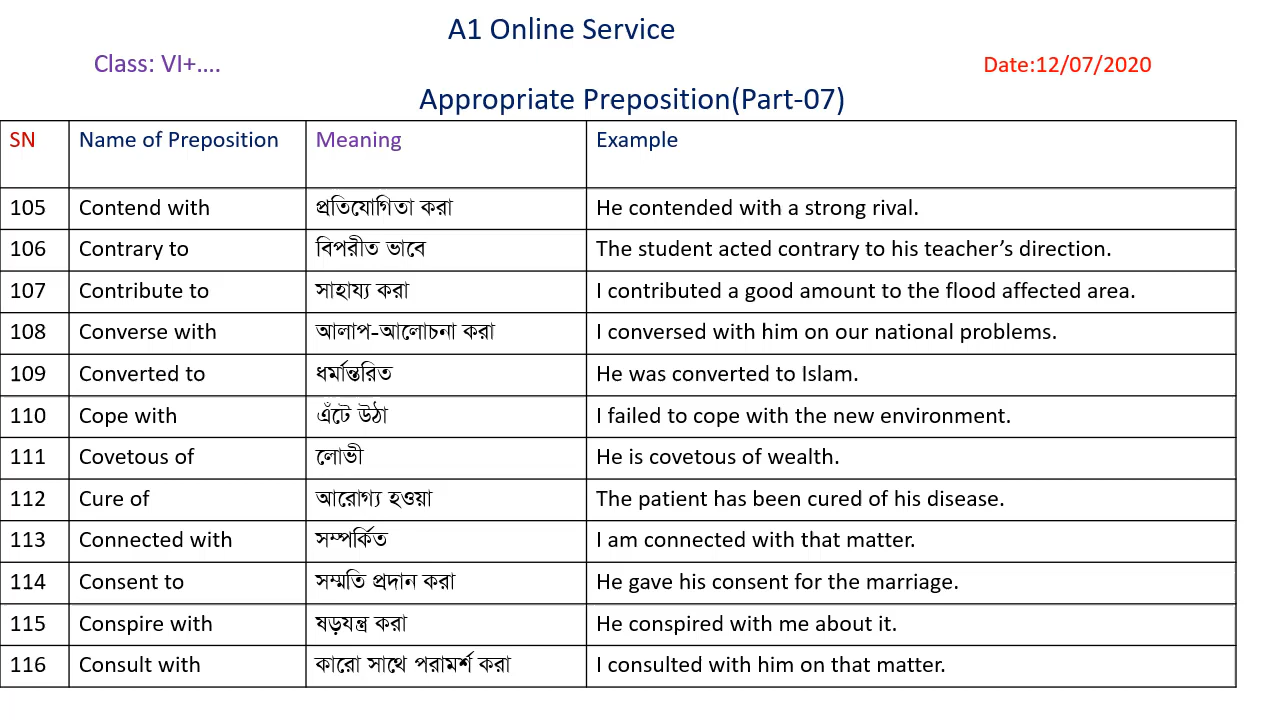 A1 Online Service
Class: VI+.... Date:12/07/2020
Appropriate Preposition(Part-07)
SN Name of Preposition Meaning Example
105 Contend with প্রতিযোগিতা করা He contended with a strong rival.
106 Contrary to বিপরীত ভাবে The student acted contrary to his teacher’s direction.
107 Contribute to সাহায্য করা I contributed a good amount to the flood affected area.
108 Converse with আলাপ-আলোচনা করা I conversed with him on our national problems.
109 Converted to ধর্মান্তরিত He was converted to Islam.
110 Cope with এঁটে উঠা I failed to cope with the new environment.
111 Covetous of লোভী He is covetous of wealth.
112 Cure of আরোগ্য হওয়া The patient has been cured of his disease.
113 Connected with সম্পর্কিত I am connected with that matter.
114 Consent to সম্মতি প্রদান করা He gave his consent for the marriage.
115 Conspire with ষড়যন্ত্র করা He conspired with me about it.
116 Consult with কারো সাথে পরামর্শ করা I consulted with him on that matter.